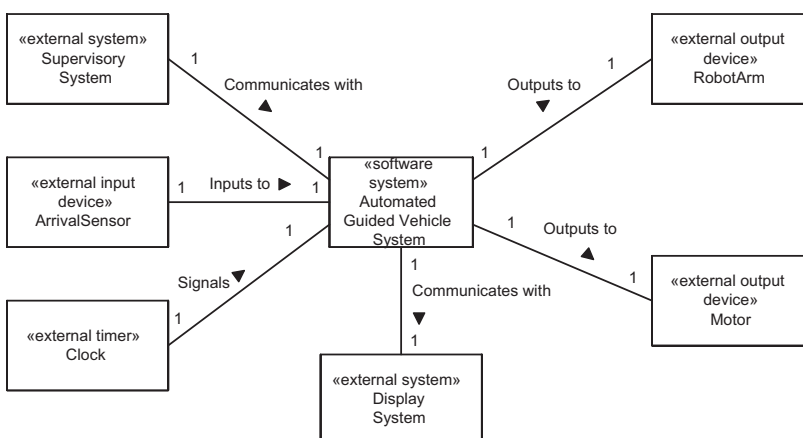 «external system»
Supervisory
System
1
Communicates with
1
«external output
device»
RobotArm
1
Outputs to
1
«external input
device»
ArrivalSensor
1
Inputs to
1
«software
system»
Automated
Guided Vehicle
System
1
Outputs to
1
«external output
device»
Motor
1
Signals
1
«external timer»
Clock
1
Communicates with
1
«external system»
Display
System